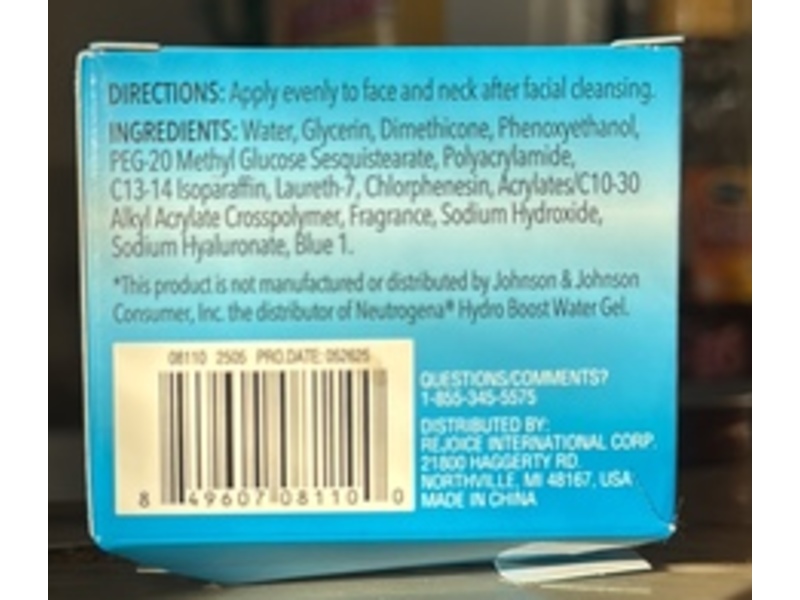 DIRECTIONS: Apply evenly to face and neck after facial cleansing.
INGREDIENTS: Water, Glycerin, Dimethicone, Phenoxyethanol,
PEG-20 Methyl Glucose Sesquistearate, Polyacrylamide,
C13-14 Isoparaffin, Laureth-7, Chlorphenesin, Acrylates/C10-30
Alkyl Acrylate Crosspolymer, Fragrance, Sodium Hydroxide,
Sodium Hyaluronate, Blue 1.
*This product is not manufactured or distributed by Johnson & Johnson
Consumer, Inc. the distributor of Neutrogena® Hydro Boost Water Gel.
08110 2505 PRO.DATE: 052625
8 49607 08110 0
QUESTIONS/COMMENTS?
1-855-345-5575
DISTRIBUTED BY:
REJOICE INTERNATIONAL CORP.
21800 HAGGERTY RD.
NORTHVILLE, MI 48167, USA
MADE IN CHINA